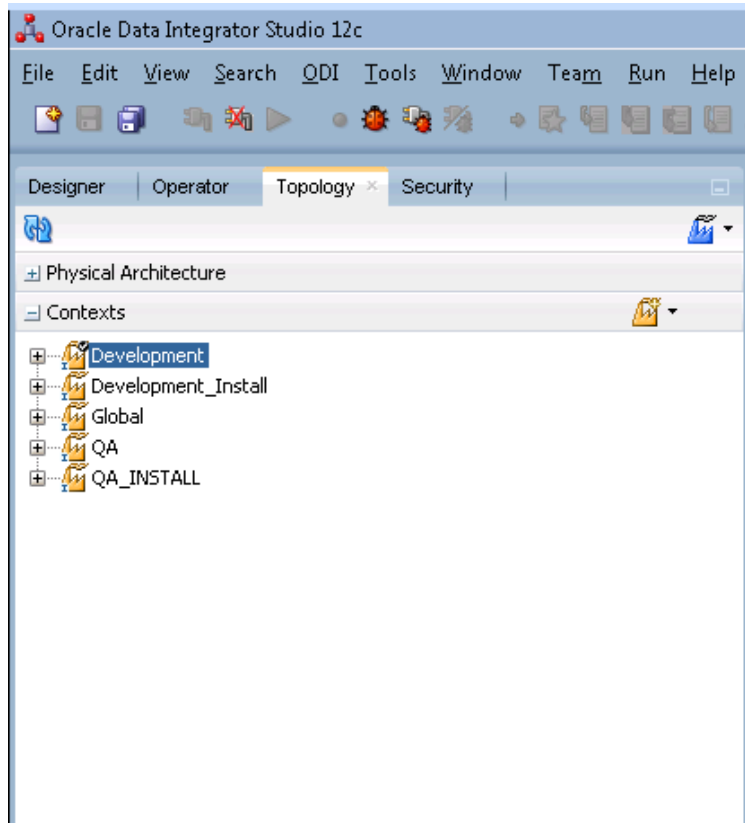 Oracle Data Integrator Studio 12c
File Edit View Search ODI Tools Window Team Run Help
Designer Operator Topology Security
Physical Architecture
Contexts
Development
Development_Install
Global
QA
QA_INSTALL